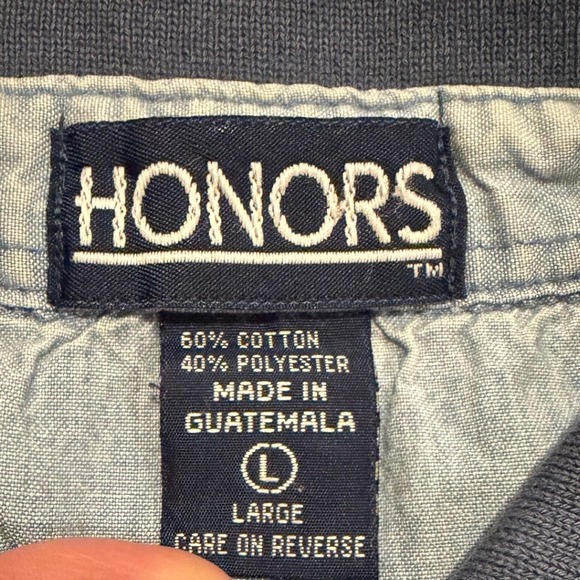 HONORS
TM
60% COTTON
40% POLYESTER
MADE IN
GUATEMALA
L
LARGE
CARE ON REVERSE